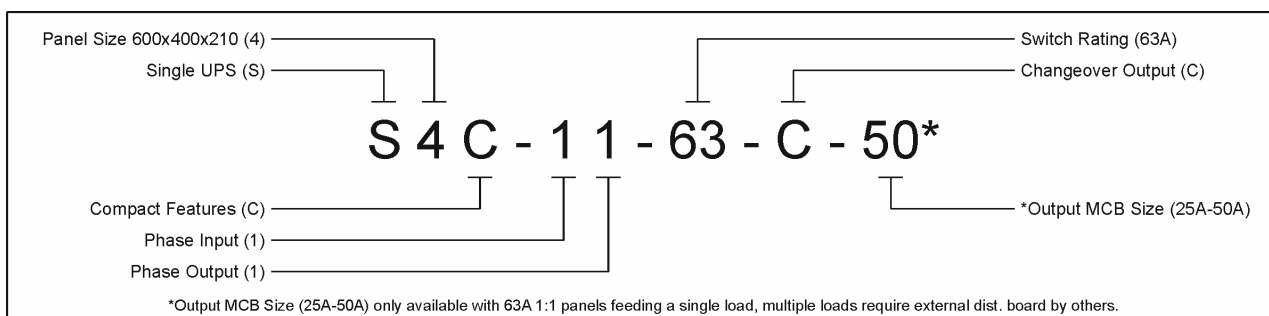 Panel Size 600x400x210 (4)
Switch Rating (63A)
Single UPS (S)
Changeover Output (C)
S 4 C - 1 1 - 63 - C - 50*
Compact Features (C)
*Output MCB Size (25A-50A)
Phase Input (1)
Phase Output (1)
*Output MCB Size (25A-50A) only available with 63A 1:1 panels feeding a single load, multiple loads require external dist. board by others.